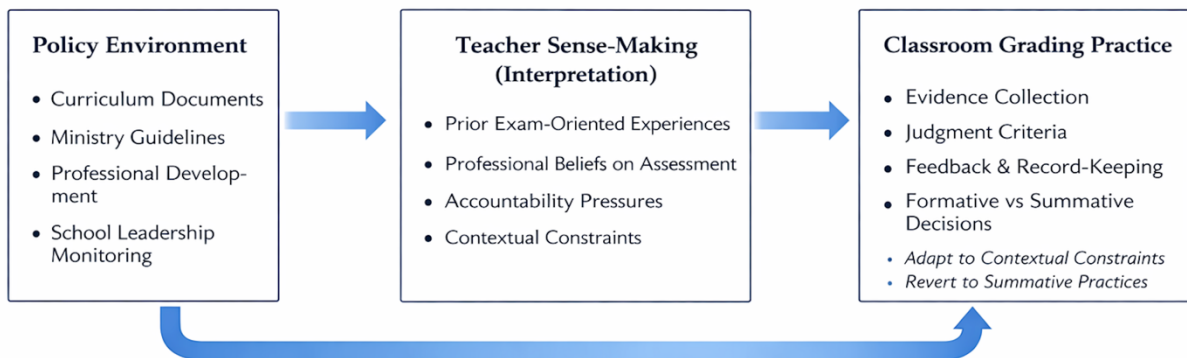 Policy Environment
• Curriculum Documents
• Ministry Guidelines
• Professional Develop-
ment
• School Leadership
Monitoring
Teacher Sense-Making
(Interpretation)
• Prior Exam-Oriented Experiences
• Professional Beliefs on Assessment
• Accountability Pressures
• Contextual Constraints
Classroom Grading Practice
• Evidence Collection
• Judgment Criteria
• Feedback & Record-Keeping
• Formative vs Summative
Decisions
• Adapt to Contextual Constraints
• Revert to Summative Practices